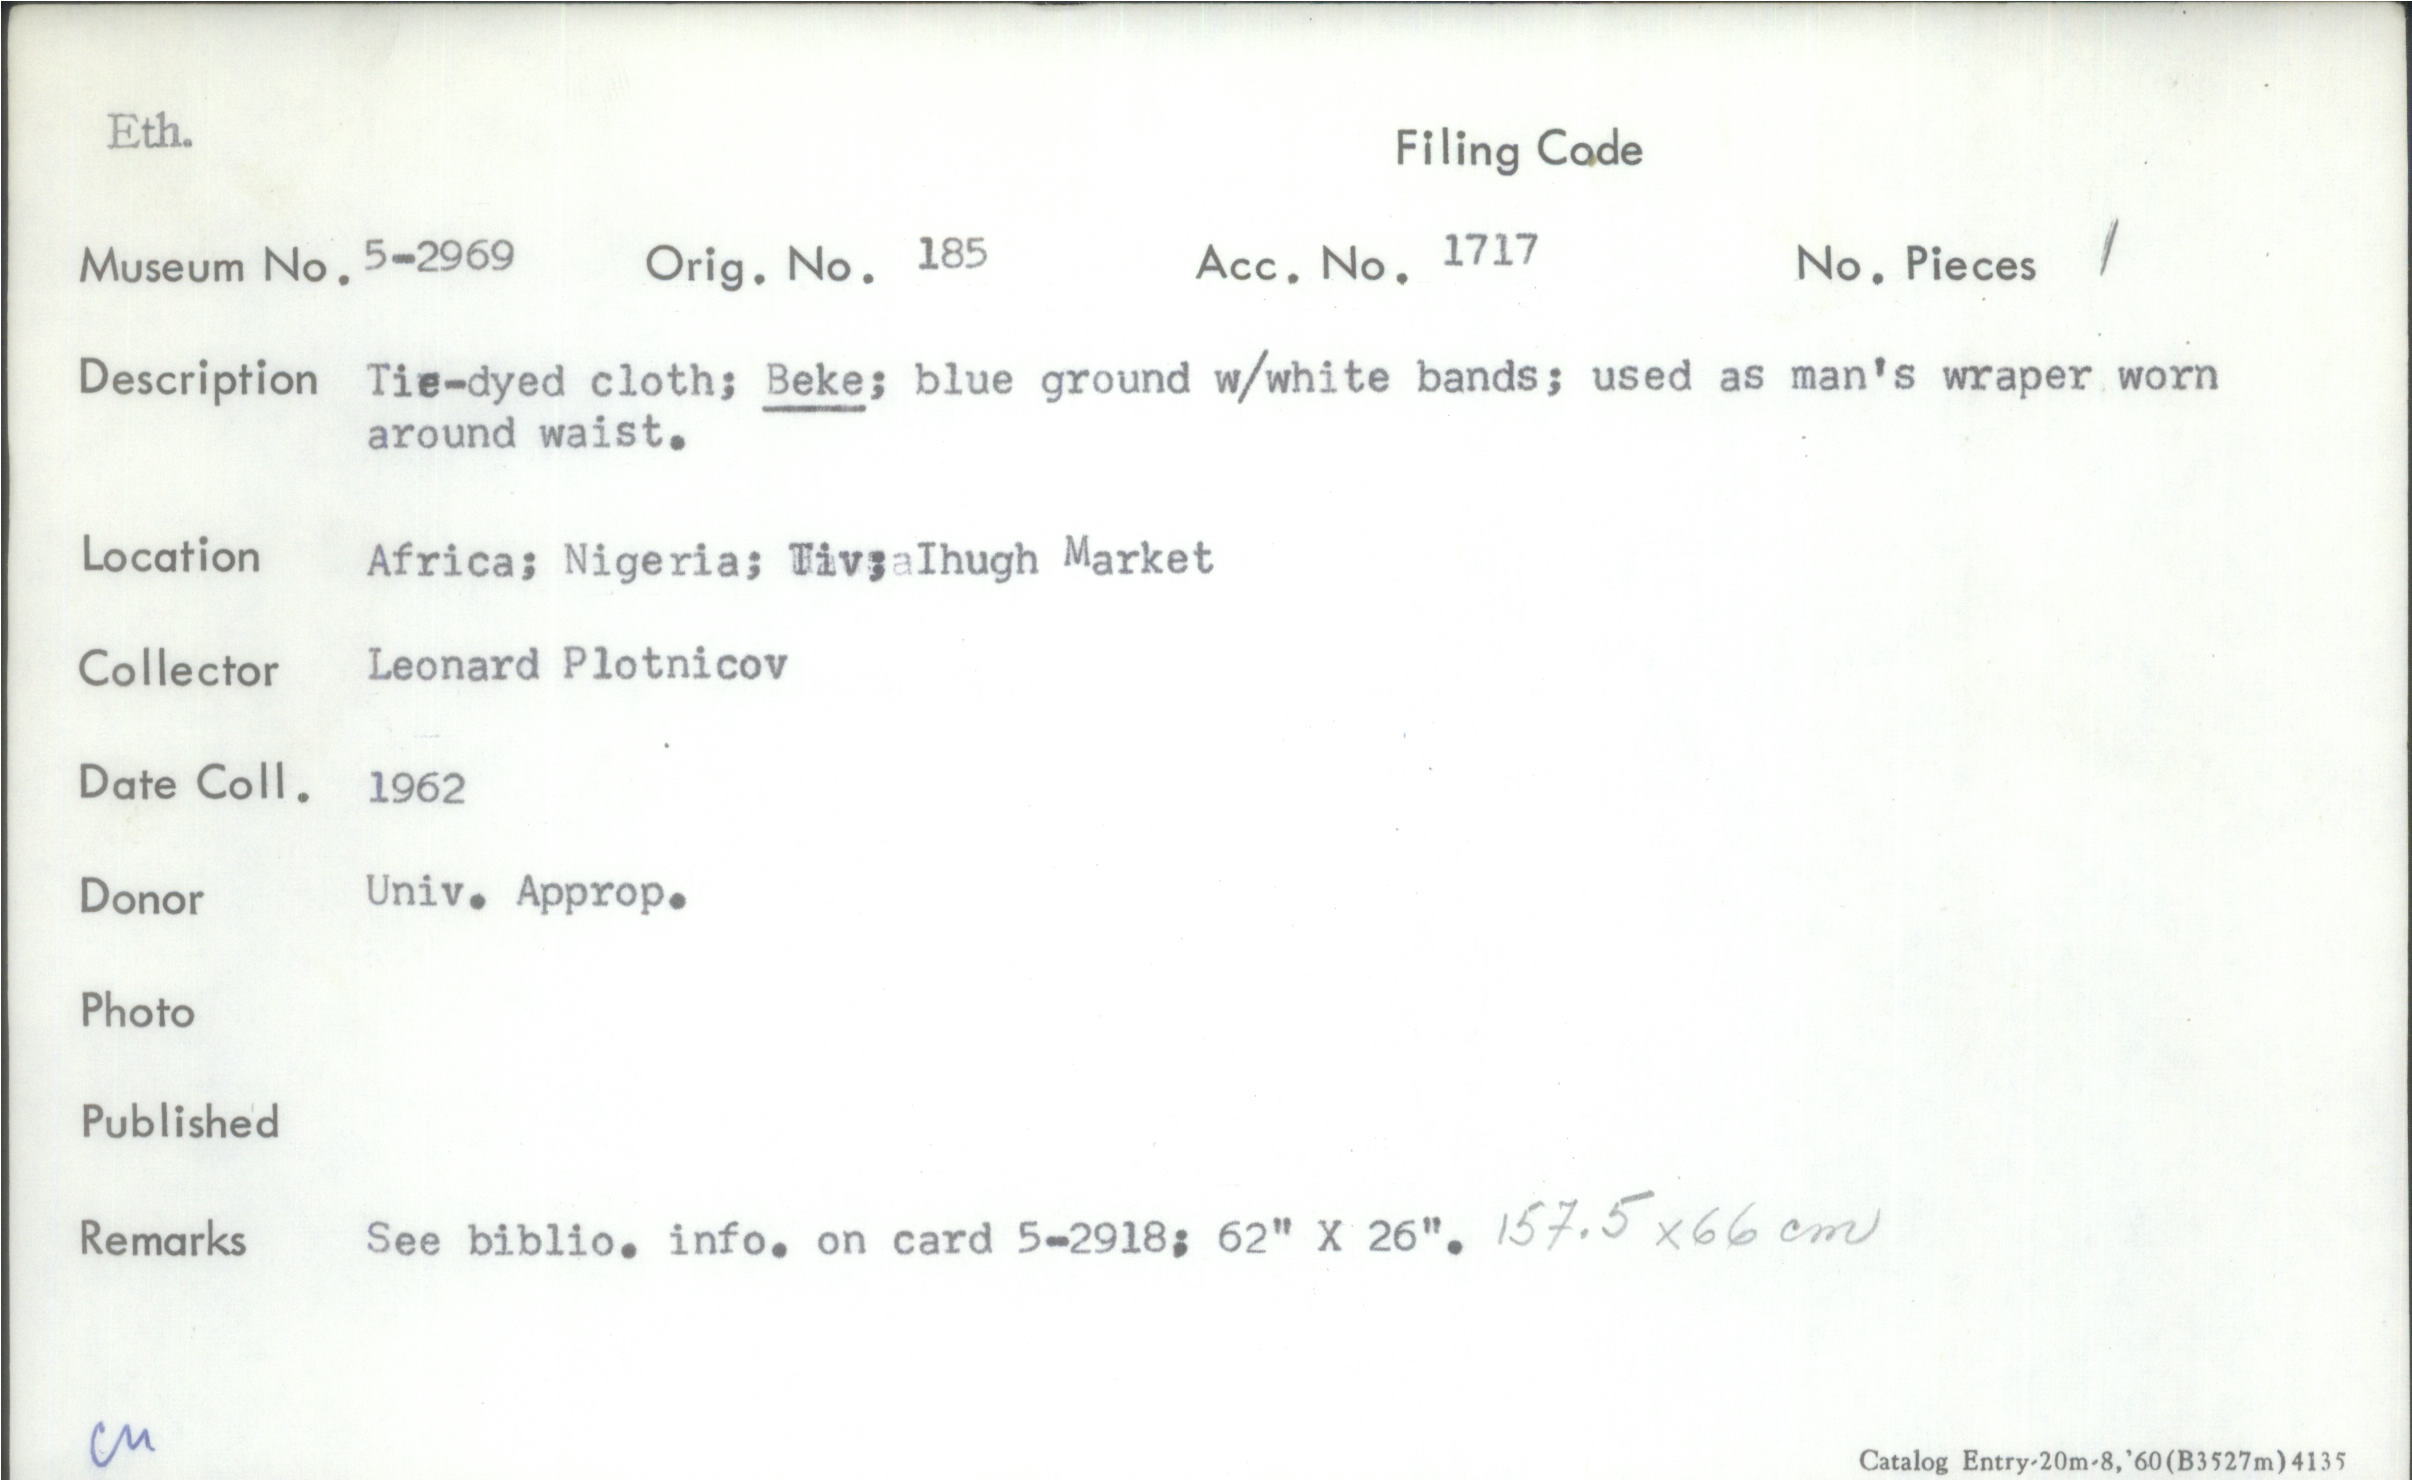 Eth.
Filing Code
Museum No. 5-2969 Orig. No. 185 Acc. No. 1717 No. Pieces 1
Description Tie-dyed cloth; Beke; blue ground w/white bands; used as man's wraper worn
around waist.
Location Africa; Nigeria; Tiv; Ihugh Market
Collector Leonard Plotnicov
Date Coll. 1962
Donor Univ. Approp.
Photo
Published
Remarks See biblio. info. on card 5-2918; 62" X 26". 157.5 x 66 cm
cm
Catalog Entry-20m-8,'60(B3527m)4135